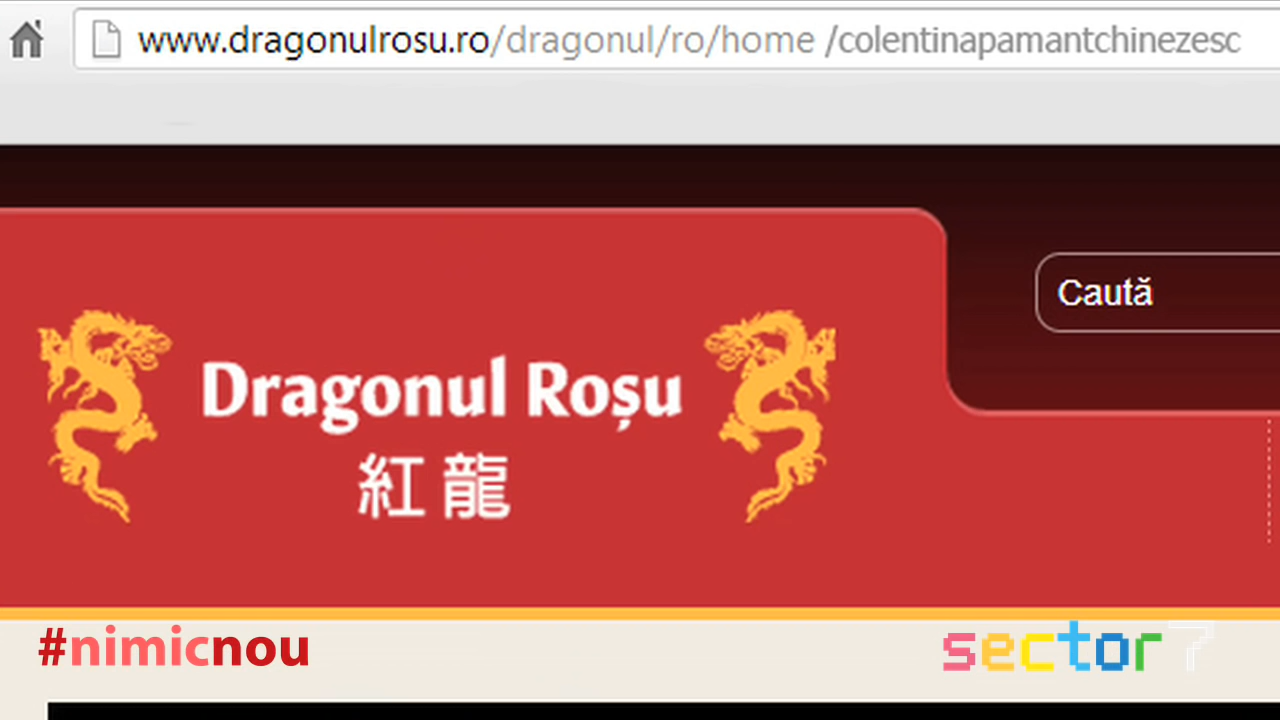 www.dragonulrosu.ro/dragonul/ro/home /colentinapamantchinezesc
Caută
Dragonul Roșu
紅龍
#nimicnou
sector 7